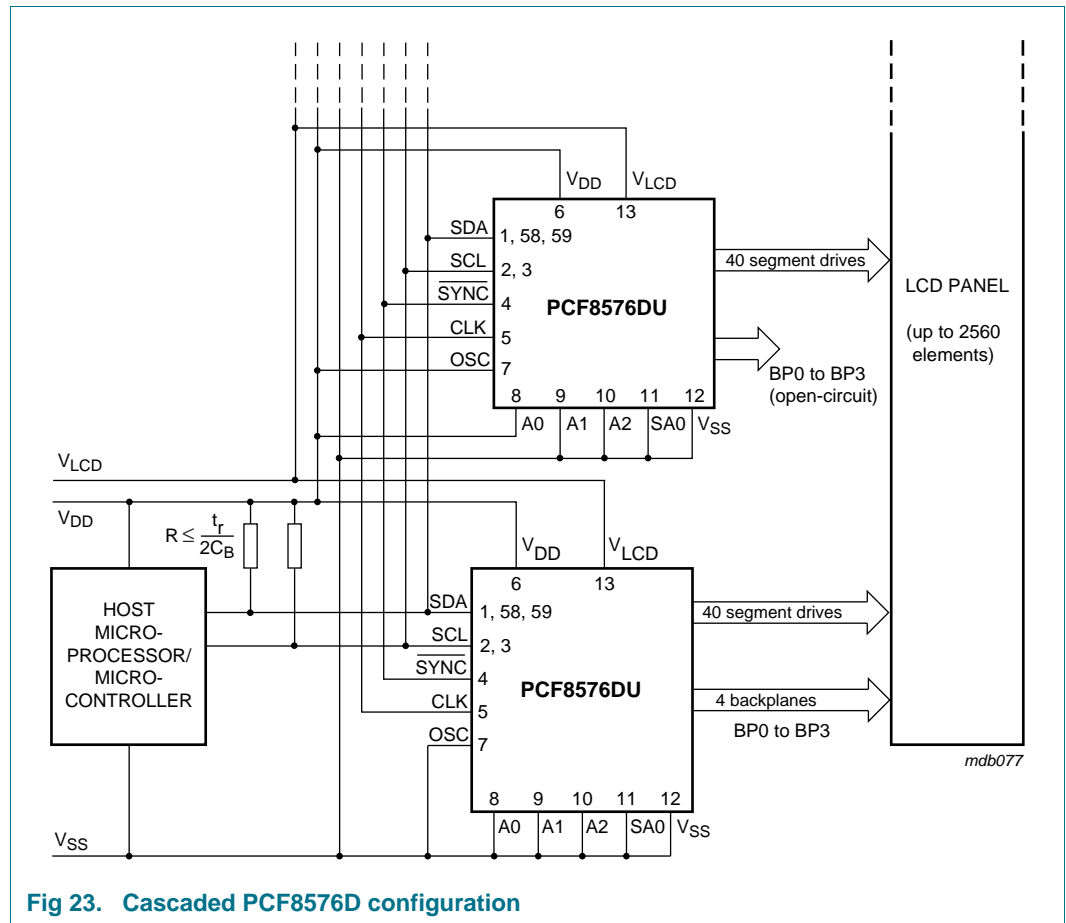 VDD
VLCD
6
13
SDA
1, 58, 59
SCL
2, 3
SYNC
4
CLK
5
OSC
7
PCF8576DU
40 segment drives
BP0 to BP3
(open-circuit)
8
9
10
11
12
A0
A1
A2
SA0
VSS
LCD PANEL
(up to 2560
elements)
VLCD
VDD
R ≤ tr/2CB
HOST
MICRO-
PROCESSOR/
MICRO-
CONTROLLER
VSS
VDD
VLCD
6
13
SDA
1, 58, 59
SCL
2, 3
SYNC
4
CLK
5
OSC
7
PCF8576DU
40 segment drives
4 backplanes
BP0 to BP3
8
9
10
11
12
A0
A1
A2
SA0
VSS
mdb077
Fig 23. Cascaded PCF8576D configuration